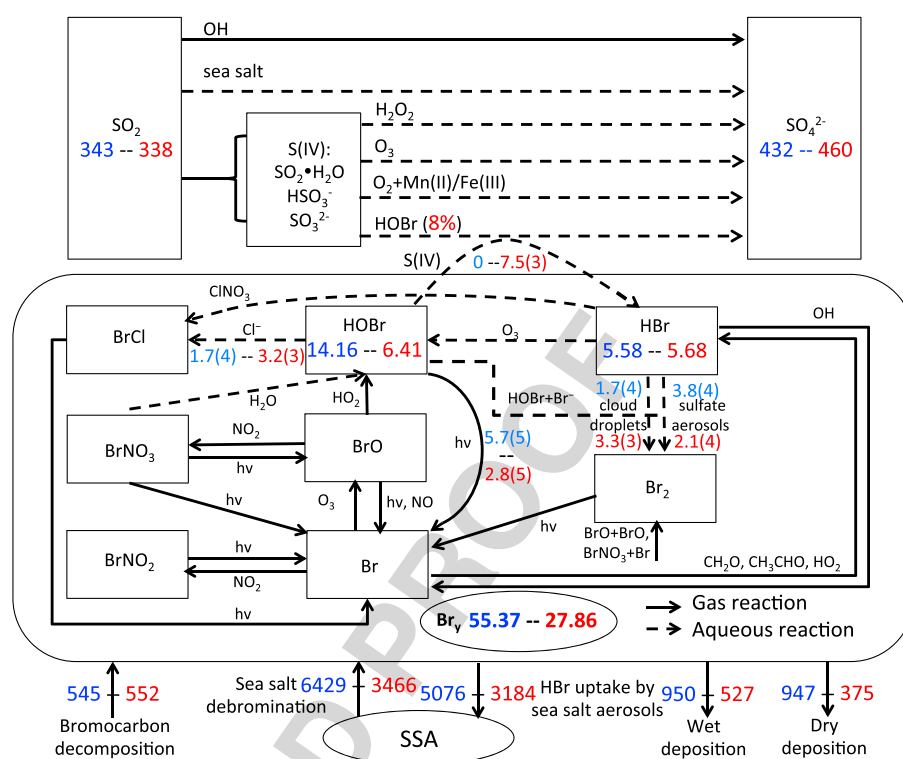 OH
sea salt
SO₂
343 -- 338
S(IV):
SO₂•H₂O
HSO₃⁻
SO₃²⁻
H₂O₂
O₃
O₂+Mn(II)/Fe(III)
HOBr (8%)
SO₄²⁻
432 -- 460
S(IV)
0 --7.5(3)
ClNO₃
BrCl
Cl⁻
1.7(4) -- 3.2(3)
HOBr
14.16 -- 6.41
O₃
HBr
5.58 -- 5.68
OH
H₂O
HO₂
HOBr+Br⁻
1.7(4)
3.8(4)
cloud
droplets
sulfate
aerosols
3.3(3)
2.1(4)
BrNO₃
NO₂
hv
BrO
hv
5.7(5)
--
2.8(5)
Br₂
hv
O₃
hv, NO
hv
BrO+BrO,
BrNO₃+Br
BrNO₂
hv
NO₂
Br
CH₂O, CH₃CHO, HO₂
hv
Brᵧ 55.37 -- 27.86
Gas reaction
Aqueous reaction
545 -- 552
Bromocarbon
decomposition
Sea salt
debromination
6429 -- 3466
5076 -- 3184
HBr uptake by
sea salt aerosols
SSA
950 -- 527
Wet
deposition
947 -- 375
Dry
deposition
D PROOF